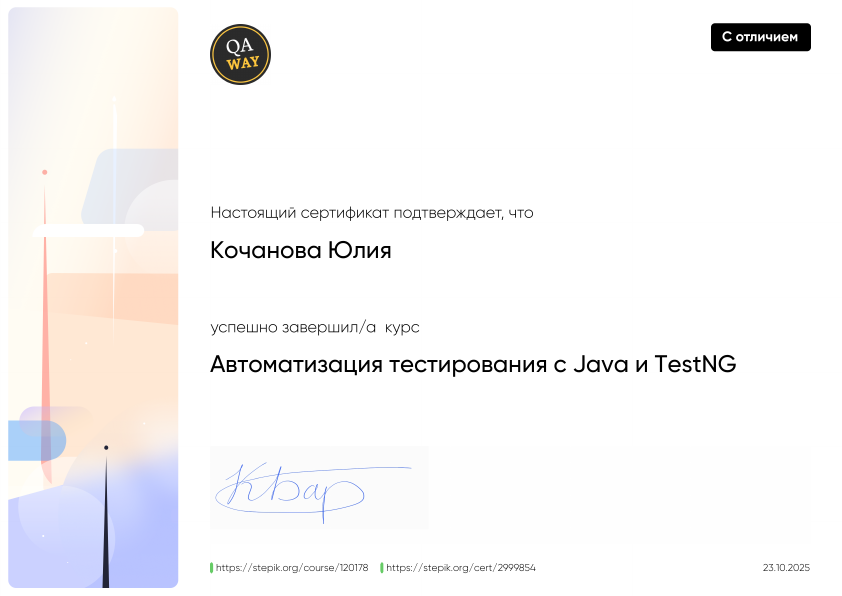 QA
WAY
С отличием
Настоящий сертификат подтверждает, что
Кочанова Юлия
успешно завершил/а курс
Автоматизация тестирования с Java и TestNG
https://stepik.org/course/120178 https://stepik.org/cert/2999854
23.10.2025